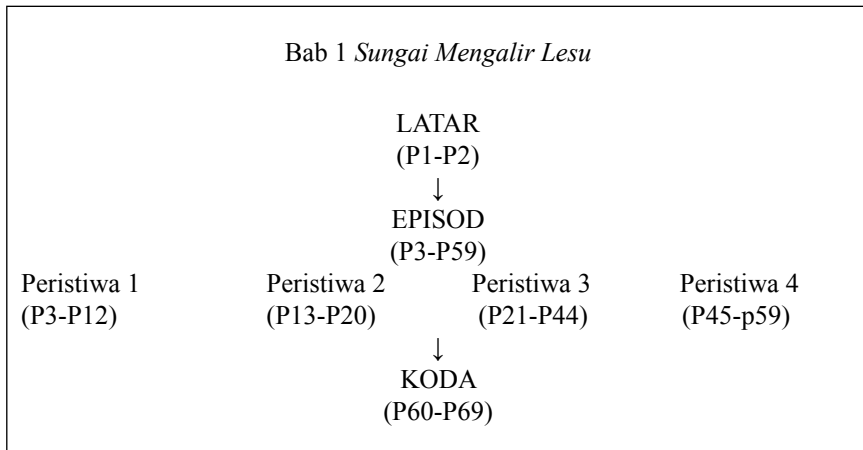 Bab 1 Sungai Mengalir Lesu
LATAR
(P1-P2)
↓
EPISOD
(P3-P59)
Peristiwa 1 Peristiwa 2 Peristiwa 3 Peristiwa 4
(P3-P12) (P13-P20) (P21-P44) (P45-p59)
↓
KODA
(P60-P69)